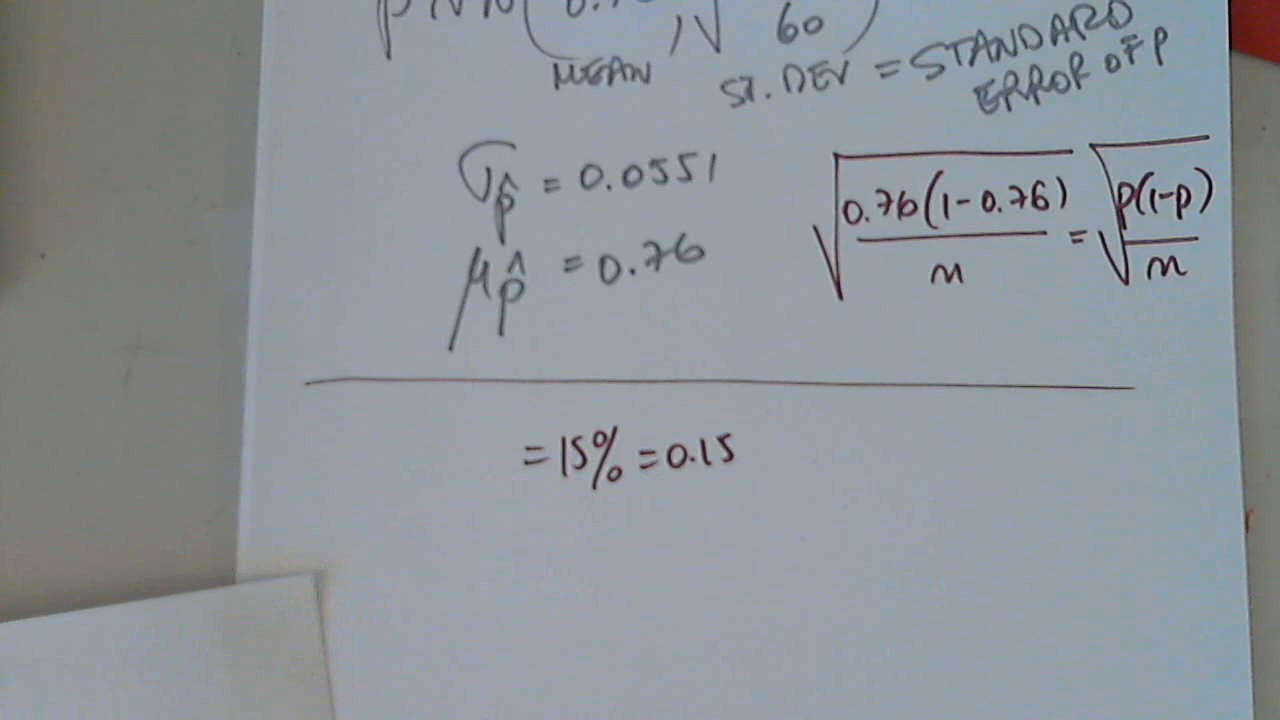 60
MEAN
ST. DEV = STANDARD
ERROR OF P
σp̂ = 0.0551
μp̂ = 0.76
√(0.76(1-0.76)/n) = √(p(1-p)/n)
= 15% = 0.15